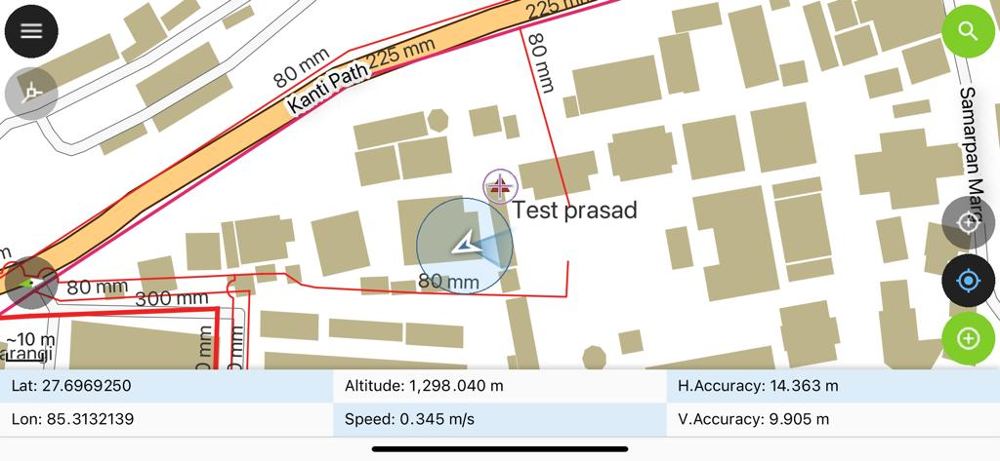 225 mm
80 mm
225 mm
80 mm
Kanti Path
Samarpan Marg
Test prasad
m
80 mm
80 mm
300 mm
~10 m
arangi
0 mm
0 mm
Lat: 27.6969250
Altitude: 1,298.040 m
H.Accuracy: 14.363 m
Lon: 85.3132139
Speed: 0.345 m/s
V.Accuracy: 9.905 m